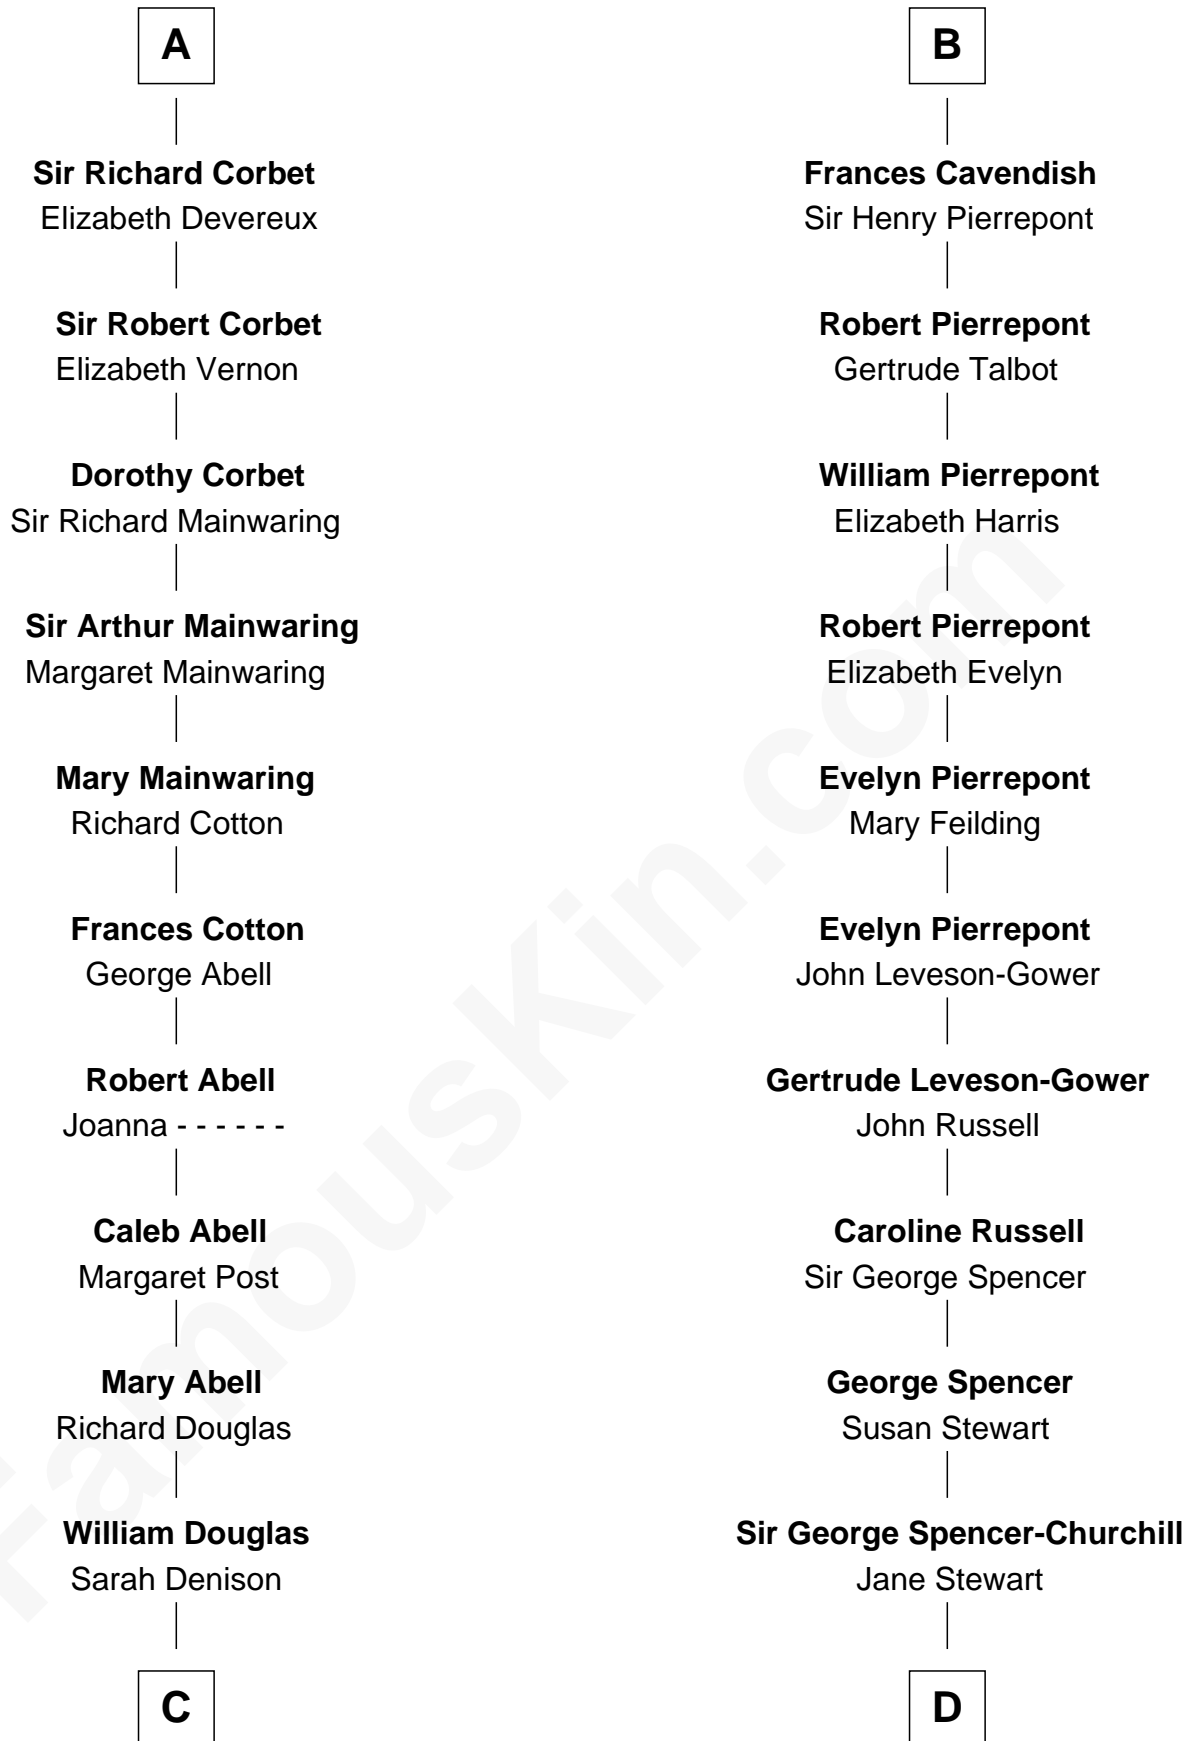 A
Sir Richard Corbet
Elizabeth Devereux
Sir Robert Corbet
Elizabeth Vernon
Dorothy Corbet
Sir Richard Mainwaring
Sir Arthur Mainwaring
Margaret Mainwaring
Mary Mainwaring
Richard Cotton
Frances Cotton
George Abell
Robert Abell
Joanna - - - - - -
Caleb Abell
Margaret Post
Mary Abell
Richard Douglas
William Douglas
Sarah Denison
C
B
Frances Cavendish
Sir Henry Pierrepont
Robert Pierrepont
Gertrude Talbot
William Pierrepont
Elizabeth Harris
Robert Pierrepont
Elizabeth Evelyn
Evelyn Pierrepont
Mary Feilding
Evelyn Pierrepont
John Leveson-Gower
Gertrude Leveson-Gower
John Russell
Caroline Russell
Sir George Spencer
George Spencer
Susan Stewart
Sir George Spencer-Churchill
Jane Stewart
D
FamousKin.com